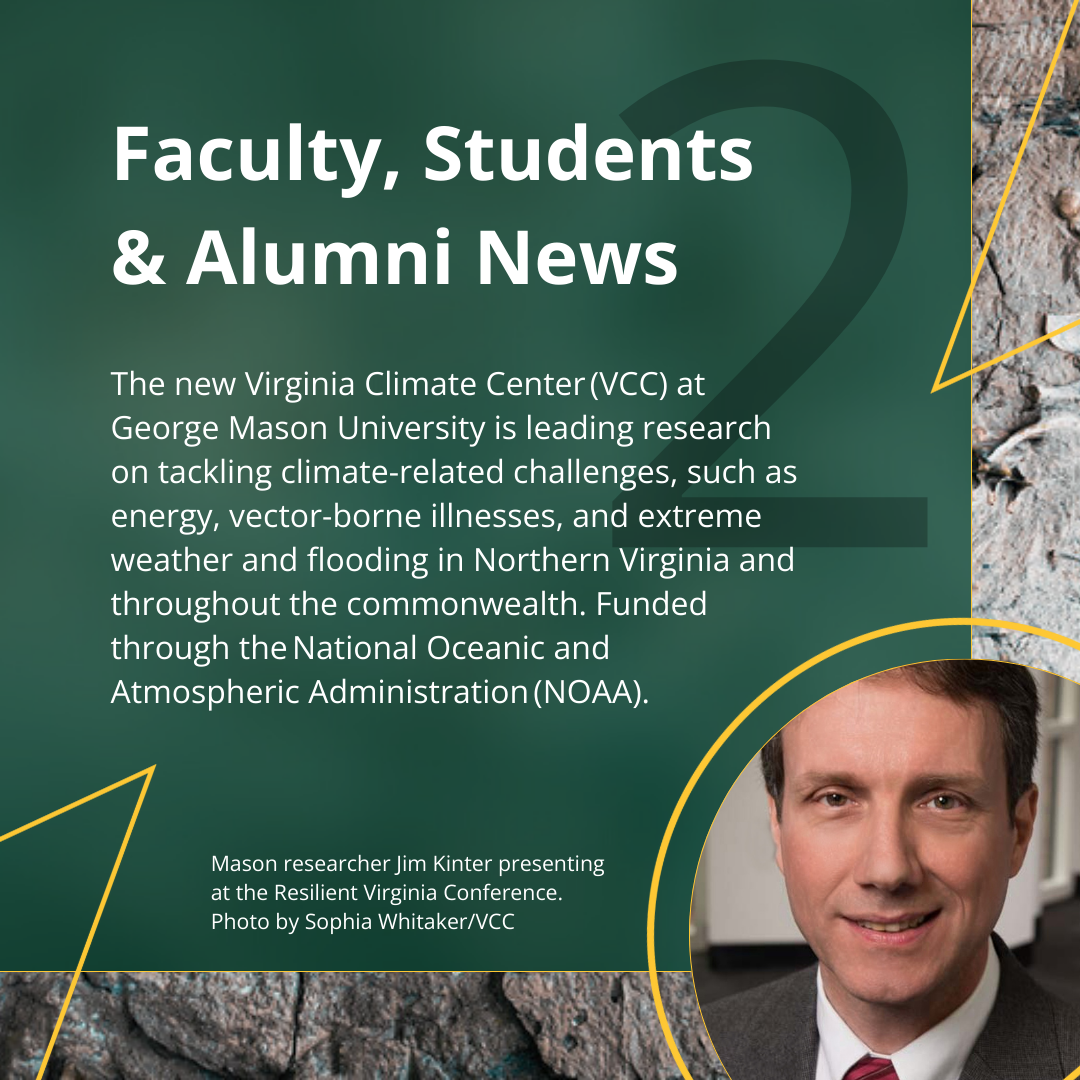 2
Faculty, Students
& Alumni News
The new Virginia Climate Center (VCC) at
George Mason University is leading research
on tackling climate-related challenges, such as
energy, vector-borne illnesses, and extreme
weather and flooding in Northern Virginia and
throughout the commonwealth. Funded
through the National Oceanic and
Atmospheric Administration (NOAA).
Mason researcher Jim Kinter presenting
at the Resilient Virginia Conference.
Photo by Sophia Whitaker/VCC